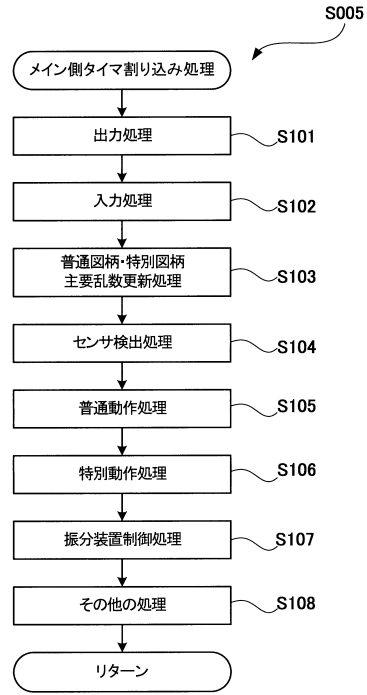 S005
メイン側タイマ割り込み処理
出力処理
S101
入力処理
S102
普通図柄・特別図柄
主要乱数更新処理
S103
センサ検出処理
S104
普通動作処理
S105
特別動作処理
S106
振分装置制御処理
S107
その他の処理
S108
リターン